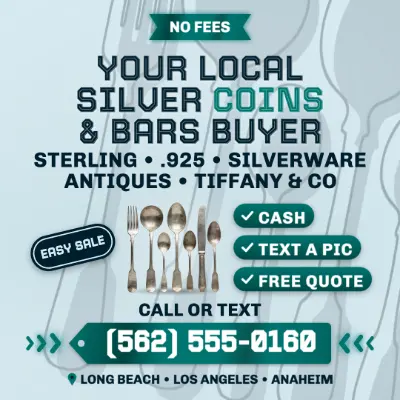 NO FEES
YOUR LOCAL
SILVER COINS
& BARS BUYER
STERLING • .925 • SILVERWARE
ANTIQUES • TIFFANY & CO
EASY SALE
CASH
TEXT A PIC
FREE QUOTE
CALL OR TEXT
(562) 555-0160
LONG BEACH • LOS ANGELES • ANAHEIM